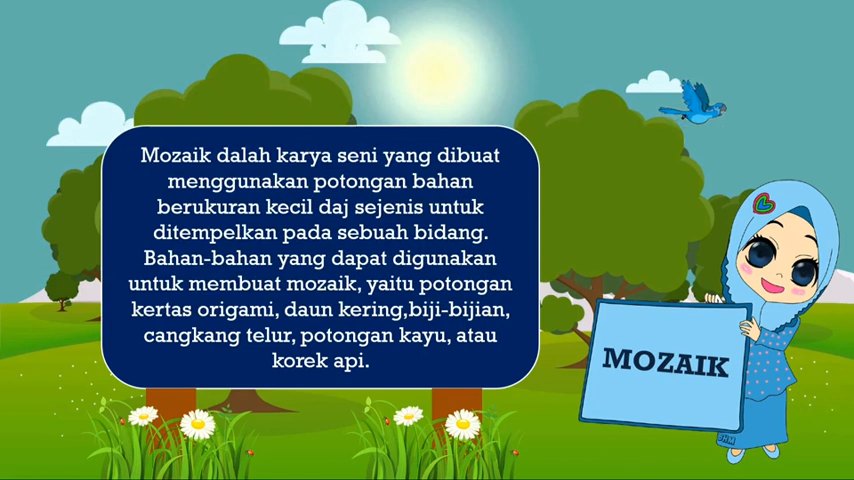 Mozaik dalah karya seni yang dibuat
menggunakan potongan bahan
berukuran kecil daj sejenis untuk
ditempelkan pada sebuah bidang.
Bahan-bahan yang dapat digunakan
untuk membuat mozaik, yaitu potongan
kertas origami, daun kering,biji-bijian,
cangkang telur, potongan kayu, atau
korek api.
MOZAIK